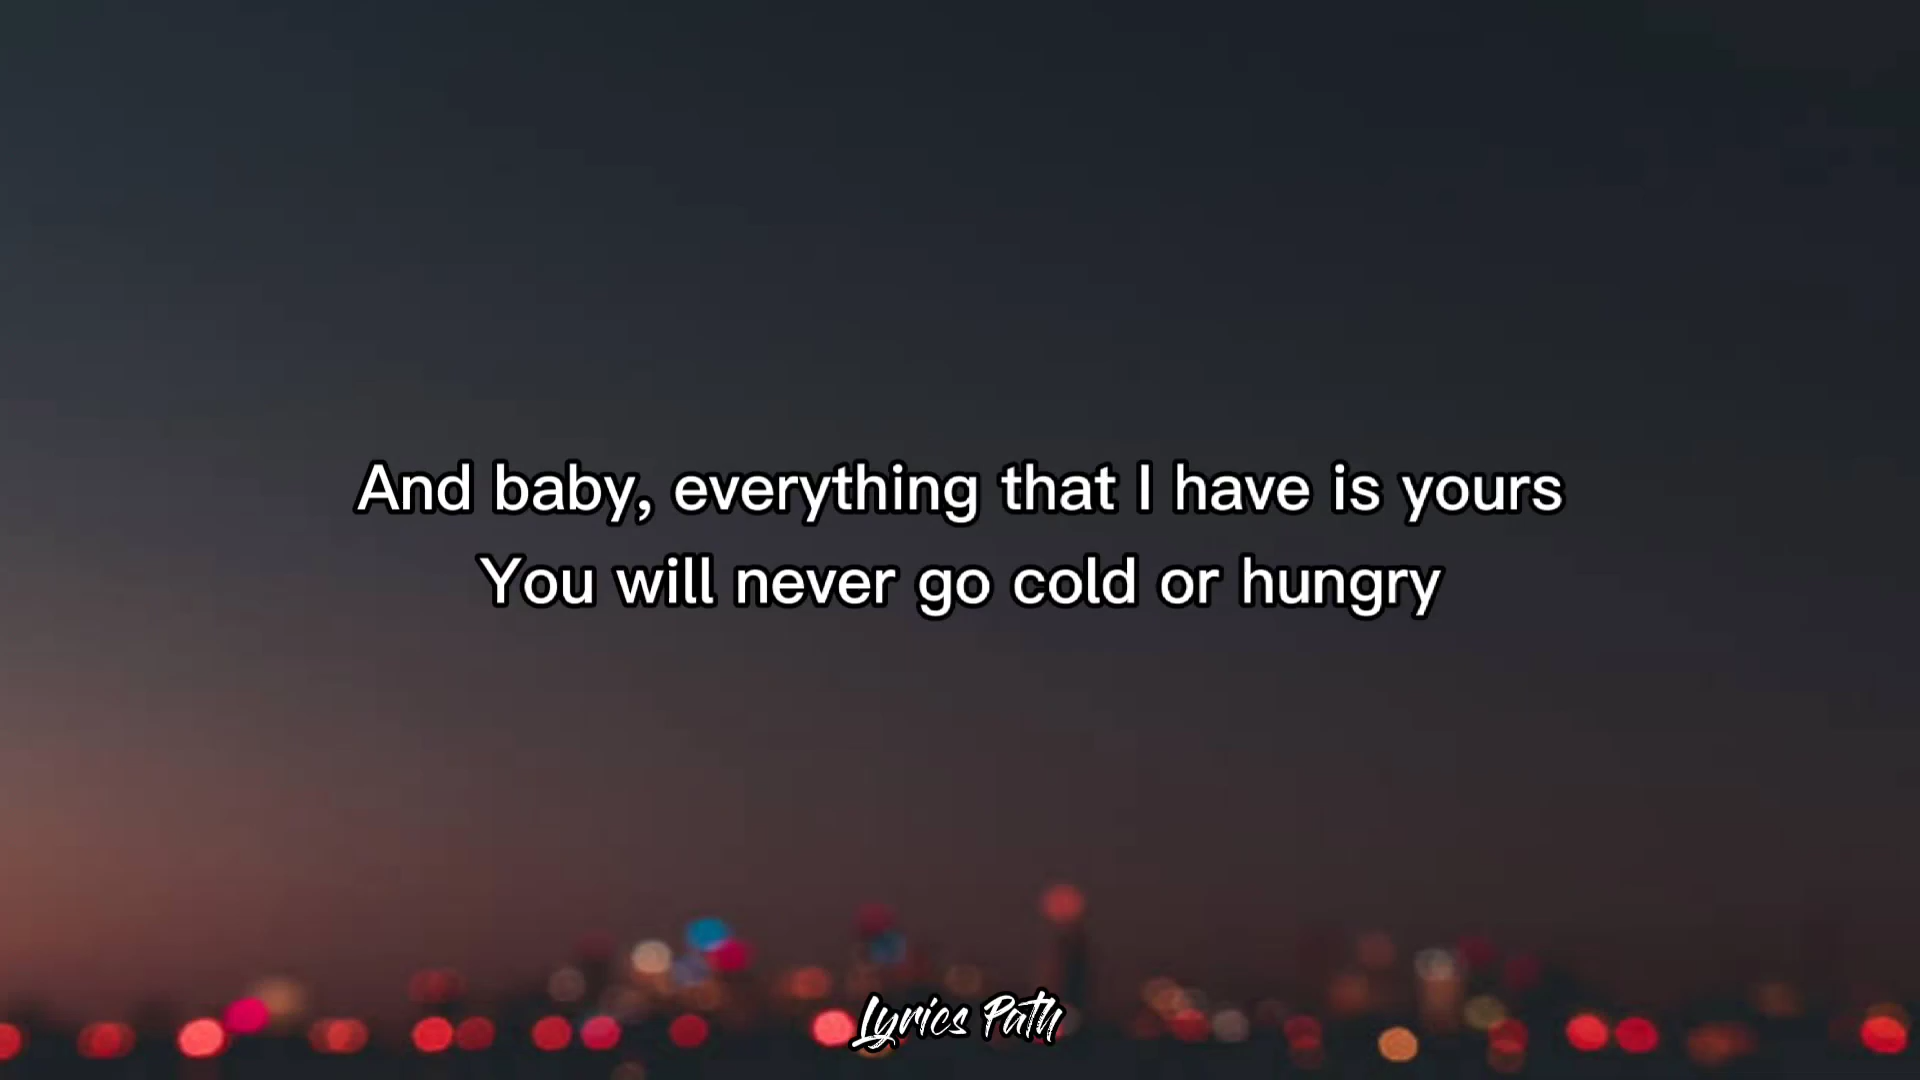 And baby, everything that I have is yours
You will never go cold or hungry
Lyrics Path